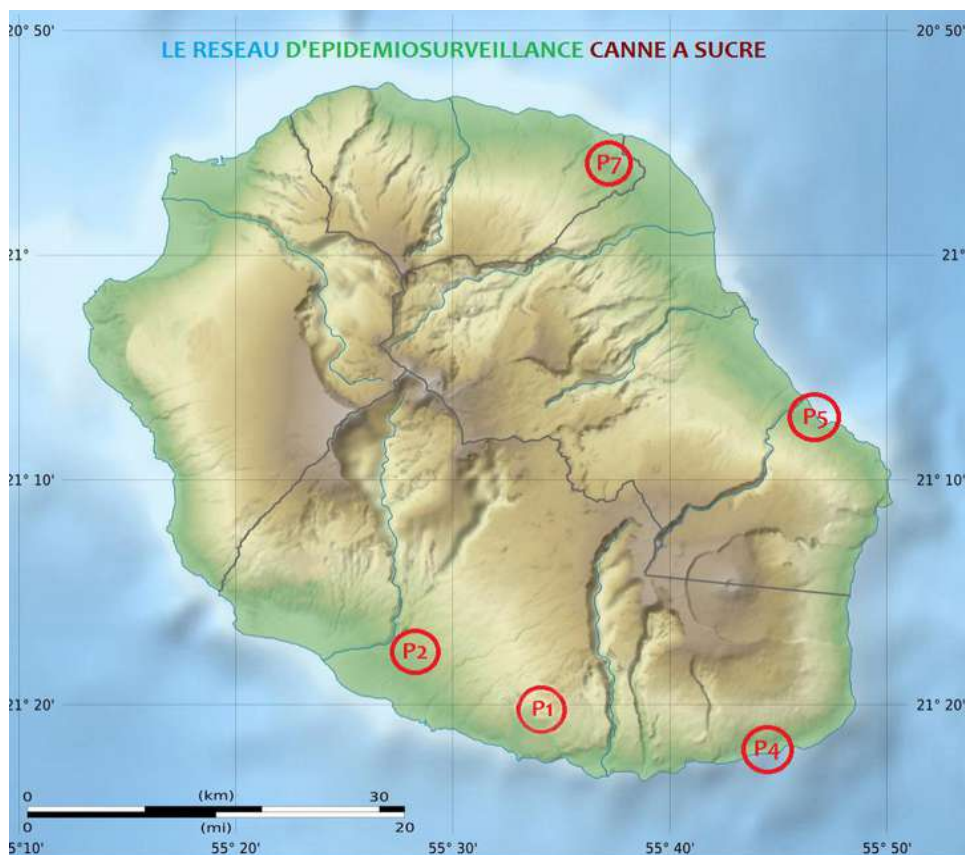 20° 50'
20° 50'
LE RESEAU D'EPIDEMIOSURVEILLANCE CANNE A SUCRE
P7
21°
21°
P5
21° 10'
21° 10'
P2
P1
21° 20'
21° 20'
P4
0 (km) 30
0 (mi) 20
5°10'
55° 20'
55° 30'
55° 40'
55° 50'